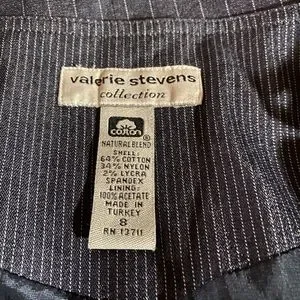 valerie stevens
collection
COTTON
®
NATURAL BLEND
SHELL:
64% COTTON
34% NYLON
2% LYCRA
SPANDEX
LINING:
100% ACETATE
MADE IN
TURKEY
8
RN 13711